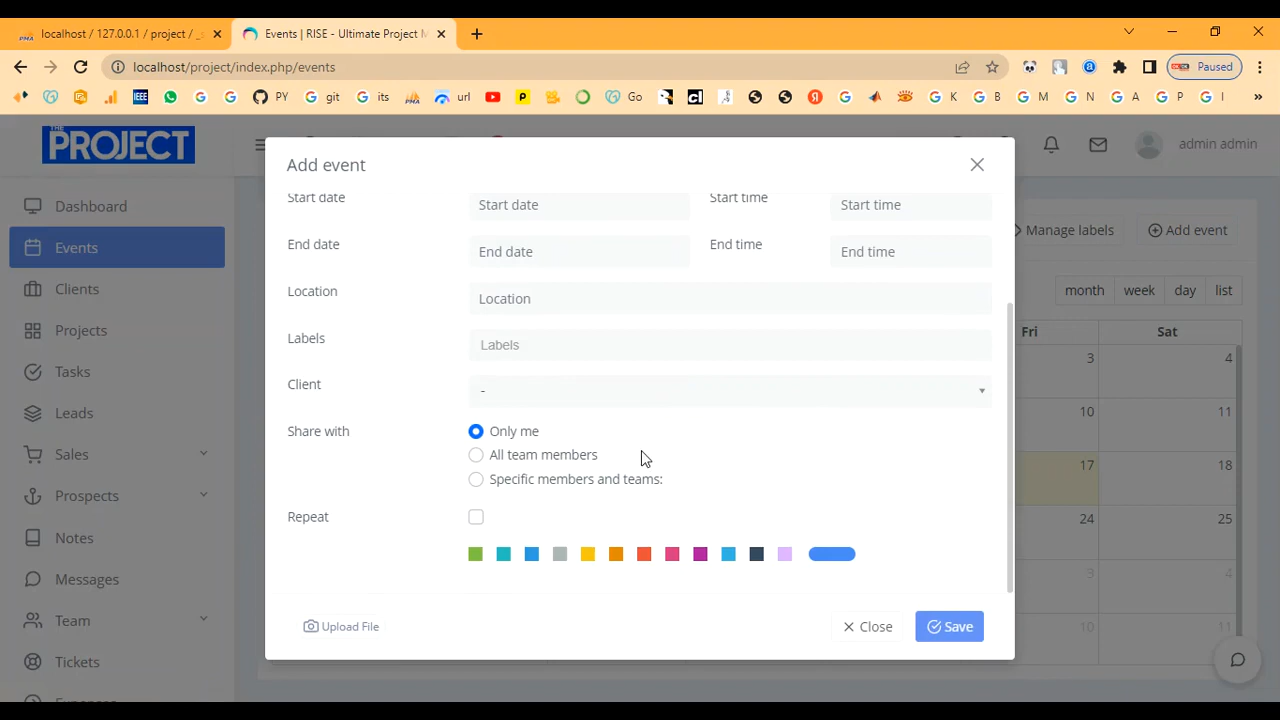 localhost / 127.0.0.1 / project / _s
Events | RISE - Ultimate Project M
localhost/project/index.php/events
Paused
PY
git
its
url
Go
K
B
M
N
A
P
I
THE
PROJECT
admin admin
Dashboard
Events
Clients
Projects
Tasks
Leads
Sales
Prospects
Notes
Messages
Team
Tickets
Manage labels
Add event
month
week
day
list
Fri
Sat
3
4
10
11
17
18
24
25
3
4
10
11
Add event
Start date
Start date
Start time
Start time
End date
End date
End time
End time
Location
Location
Labels
Labels
Client
-
Share with
Only me
All team members
Specific members and teams:
Repeat
Upload File
Close
Save